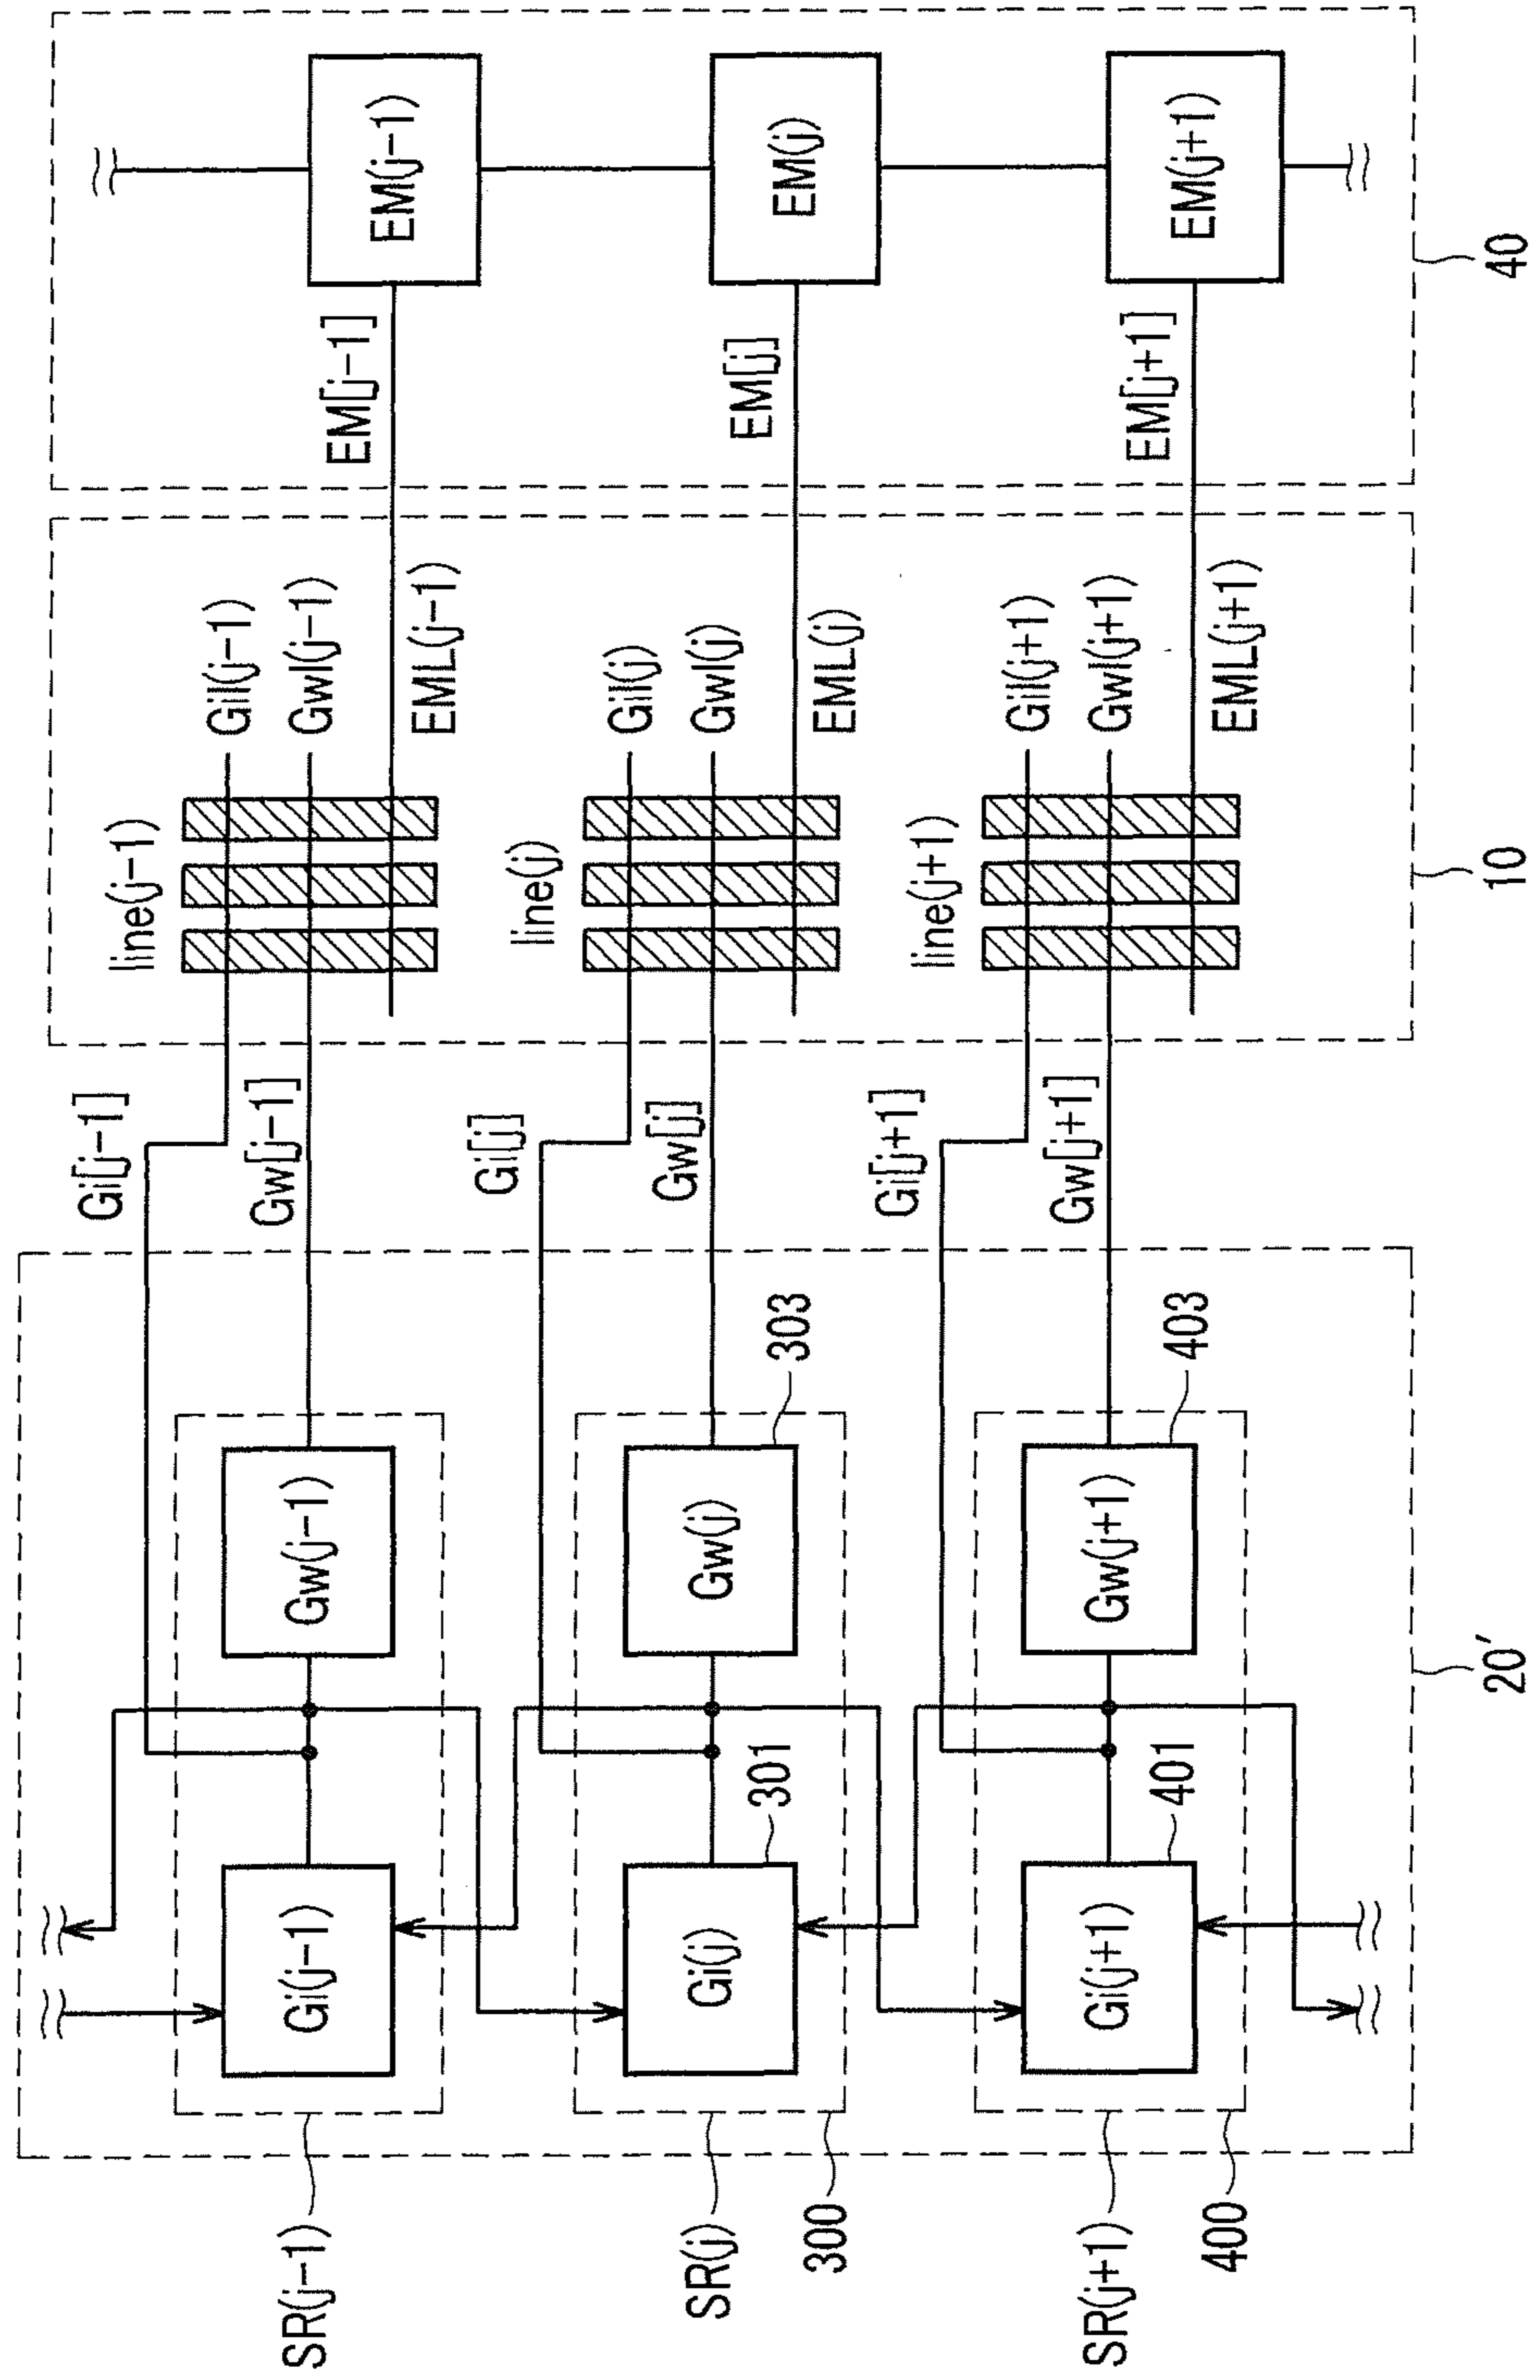 SR(j-1)
Gi(j-1)
Gw(j-1)
Gi[j-1]
Gw[j-1]
line(j-1)
Gil(j-1)
Gwl(j-1)
EML(j-1)
EM[j-1]
EM(j-1)
SR(j)
300
Gi(j)
301
Gw(j)
303
Gi[j]
Gw[j]
line(j)
Gil(j)
Gwl(j)
EML(j)
EM[j]
EM(j)
SR(j+1)
400
Gi(j+1)
401
Gw(j+1)
403
Gi[j+1]
Gw[j+1]
line(j+1)
Gil(j+1)
Gwl(j+1)
EML(j+1)
EM[j+1]
EM(j+1)
20'
10
40